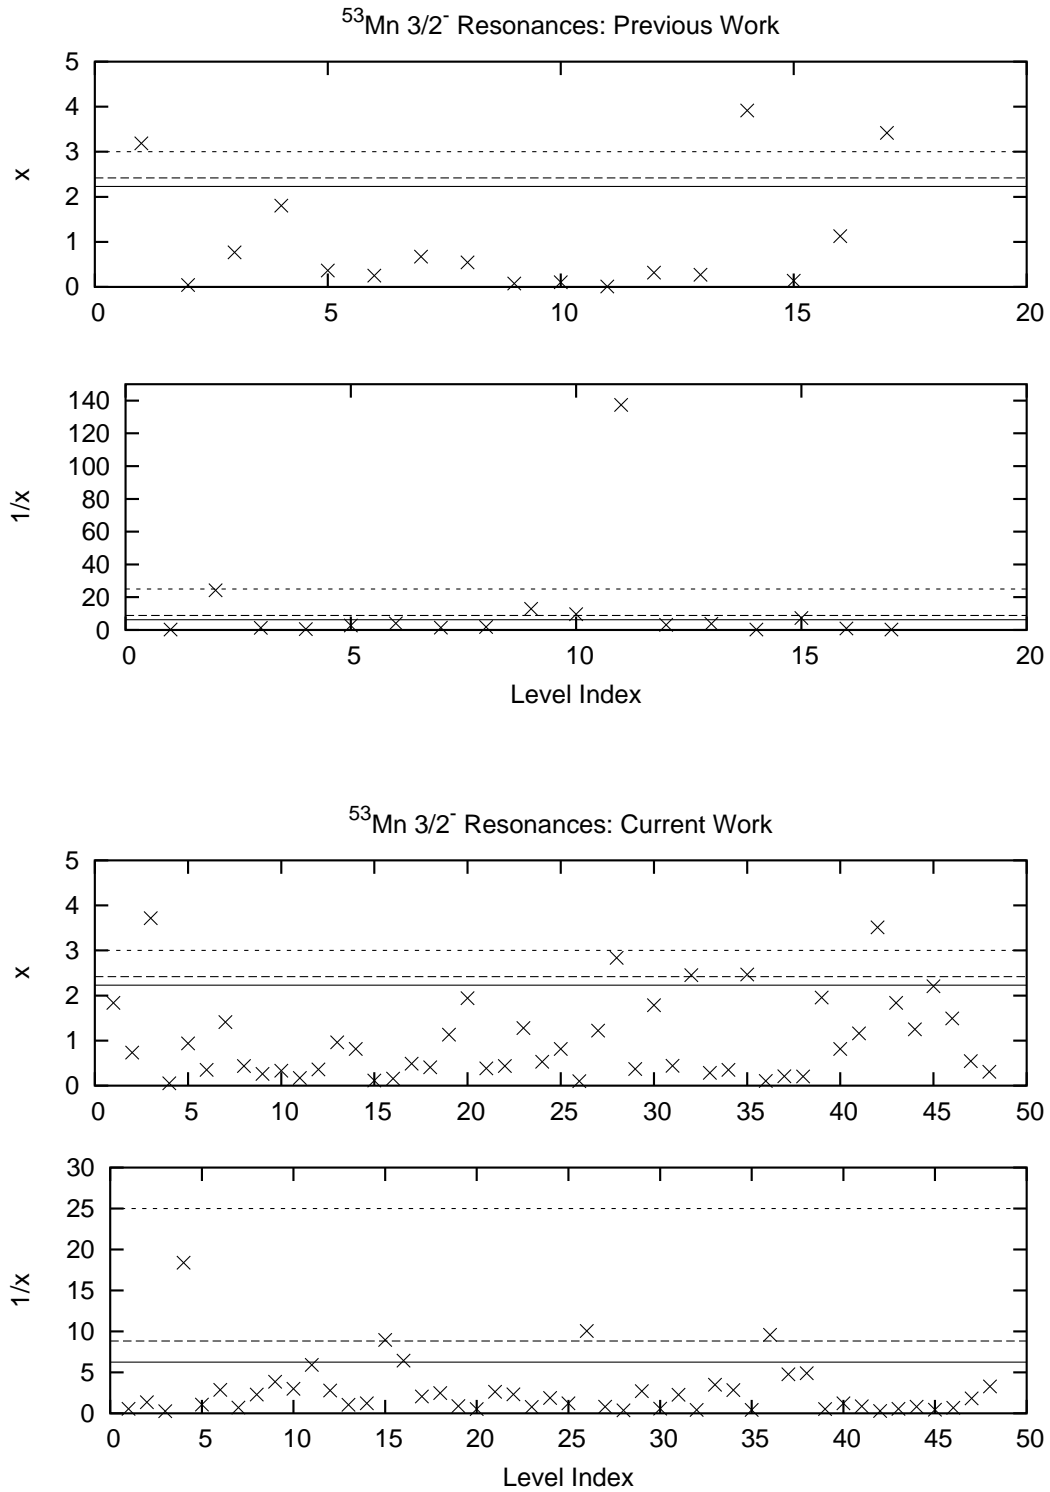 ⁵³Mn 3/2⁻ Resonances: Previous Work
5
4
3
2
1
0
x
0 5 10 15 20
140
120
100
80
60
40
20
0
1/x
0 5 10 15 20
Level Index
⁵³Mn 3/2⁻ Resonances: Current Work
5
4
3
2
1
0
x
0 5 10 15 20 25 30 35 40 45 50
30
25
20
15
10
5
0
1/x
0 5 10 15 20 25 30 35 40 45 50
Level Index